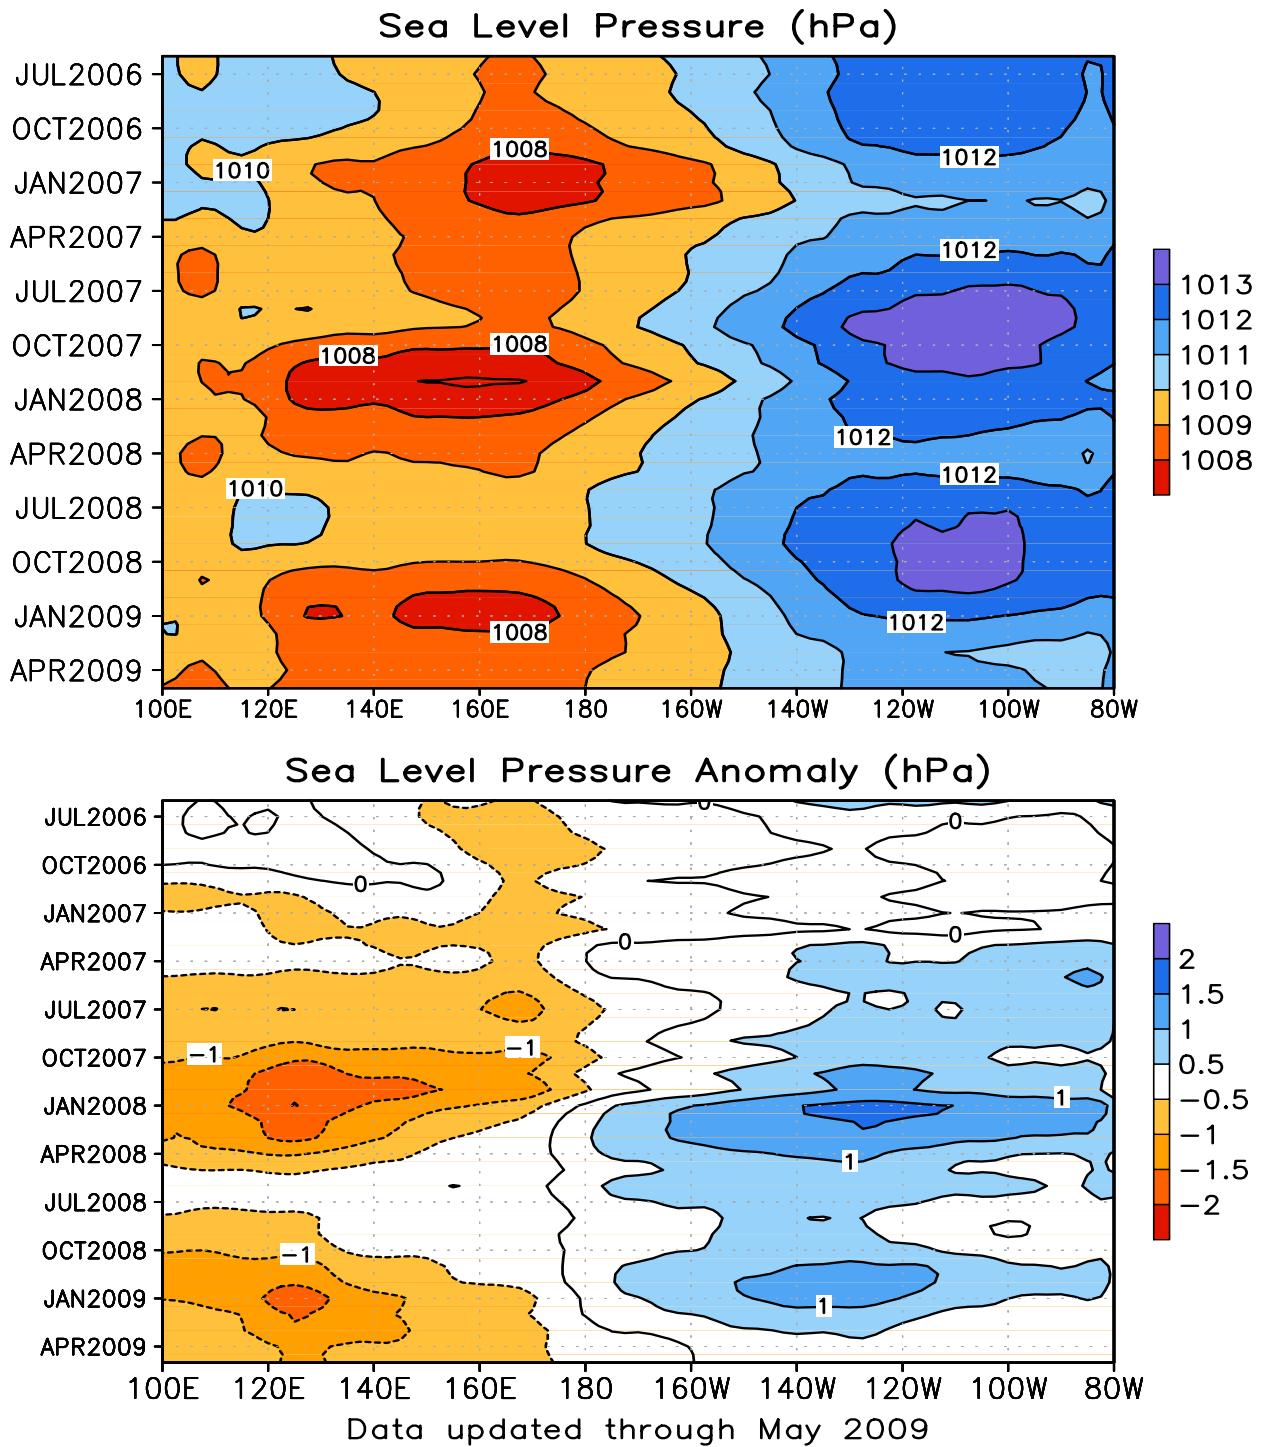 Sea Level Pressure (hPa)
JUL2006
OCT2006
JAN2007
APR2007
JUL2007
OCT2007
JAN2008
APR2008
JUL2008
OCT2008
JAN2009
APR2009
1008
1012
1010
1012
1008
1008
1012
1012
1010
1012
1008
1013
1012
1011
1010
1009
1008
100E 120E 140E 160E 180 160W 140W 120W 100W 80W
Sea Level Pressure Anomaly (hPa)
JUL2006
OCT2006
JAN2007
APR2007
JUL2007
OCT2007
JAN2008
APR2008
JUL2008
OCT2008
JAN2009
APR2009
0
0
0
0
0
−1
−1
1
1
−1
1
2
1.5
1
0.5
−0.5
−1
−1.5
−2
100E 120E 140E 160E 180 160W 140W 120W 100W 80W
Data updated through May 2009